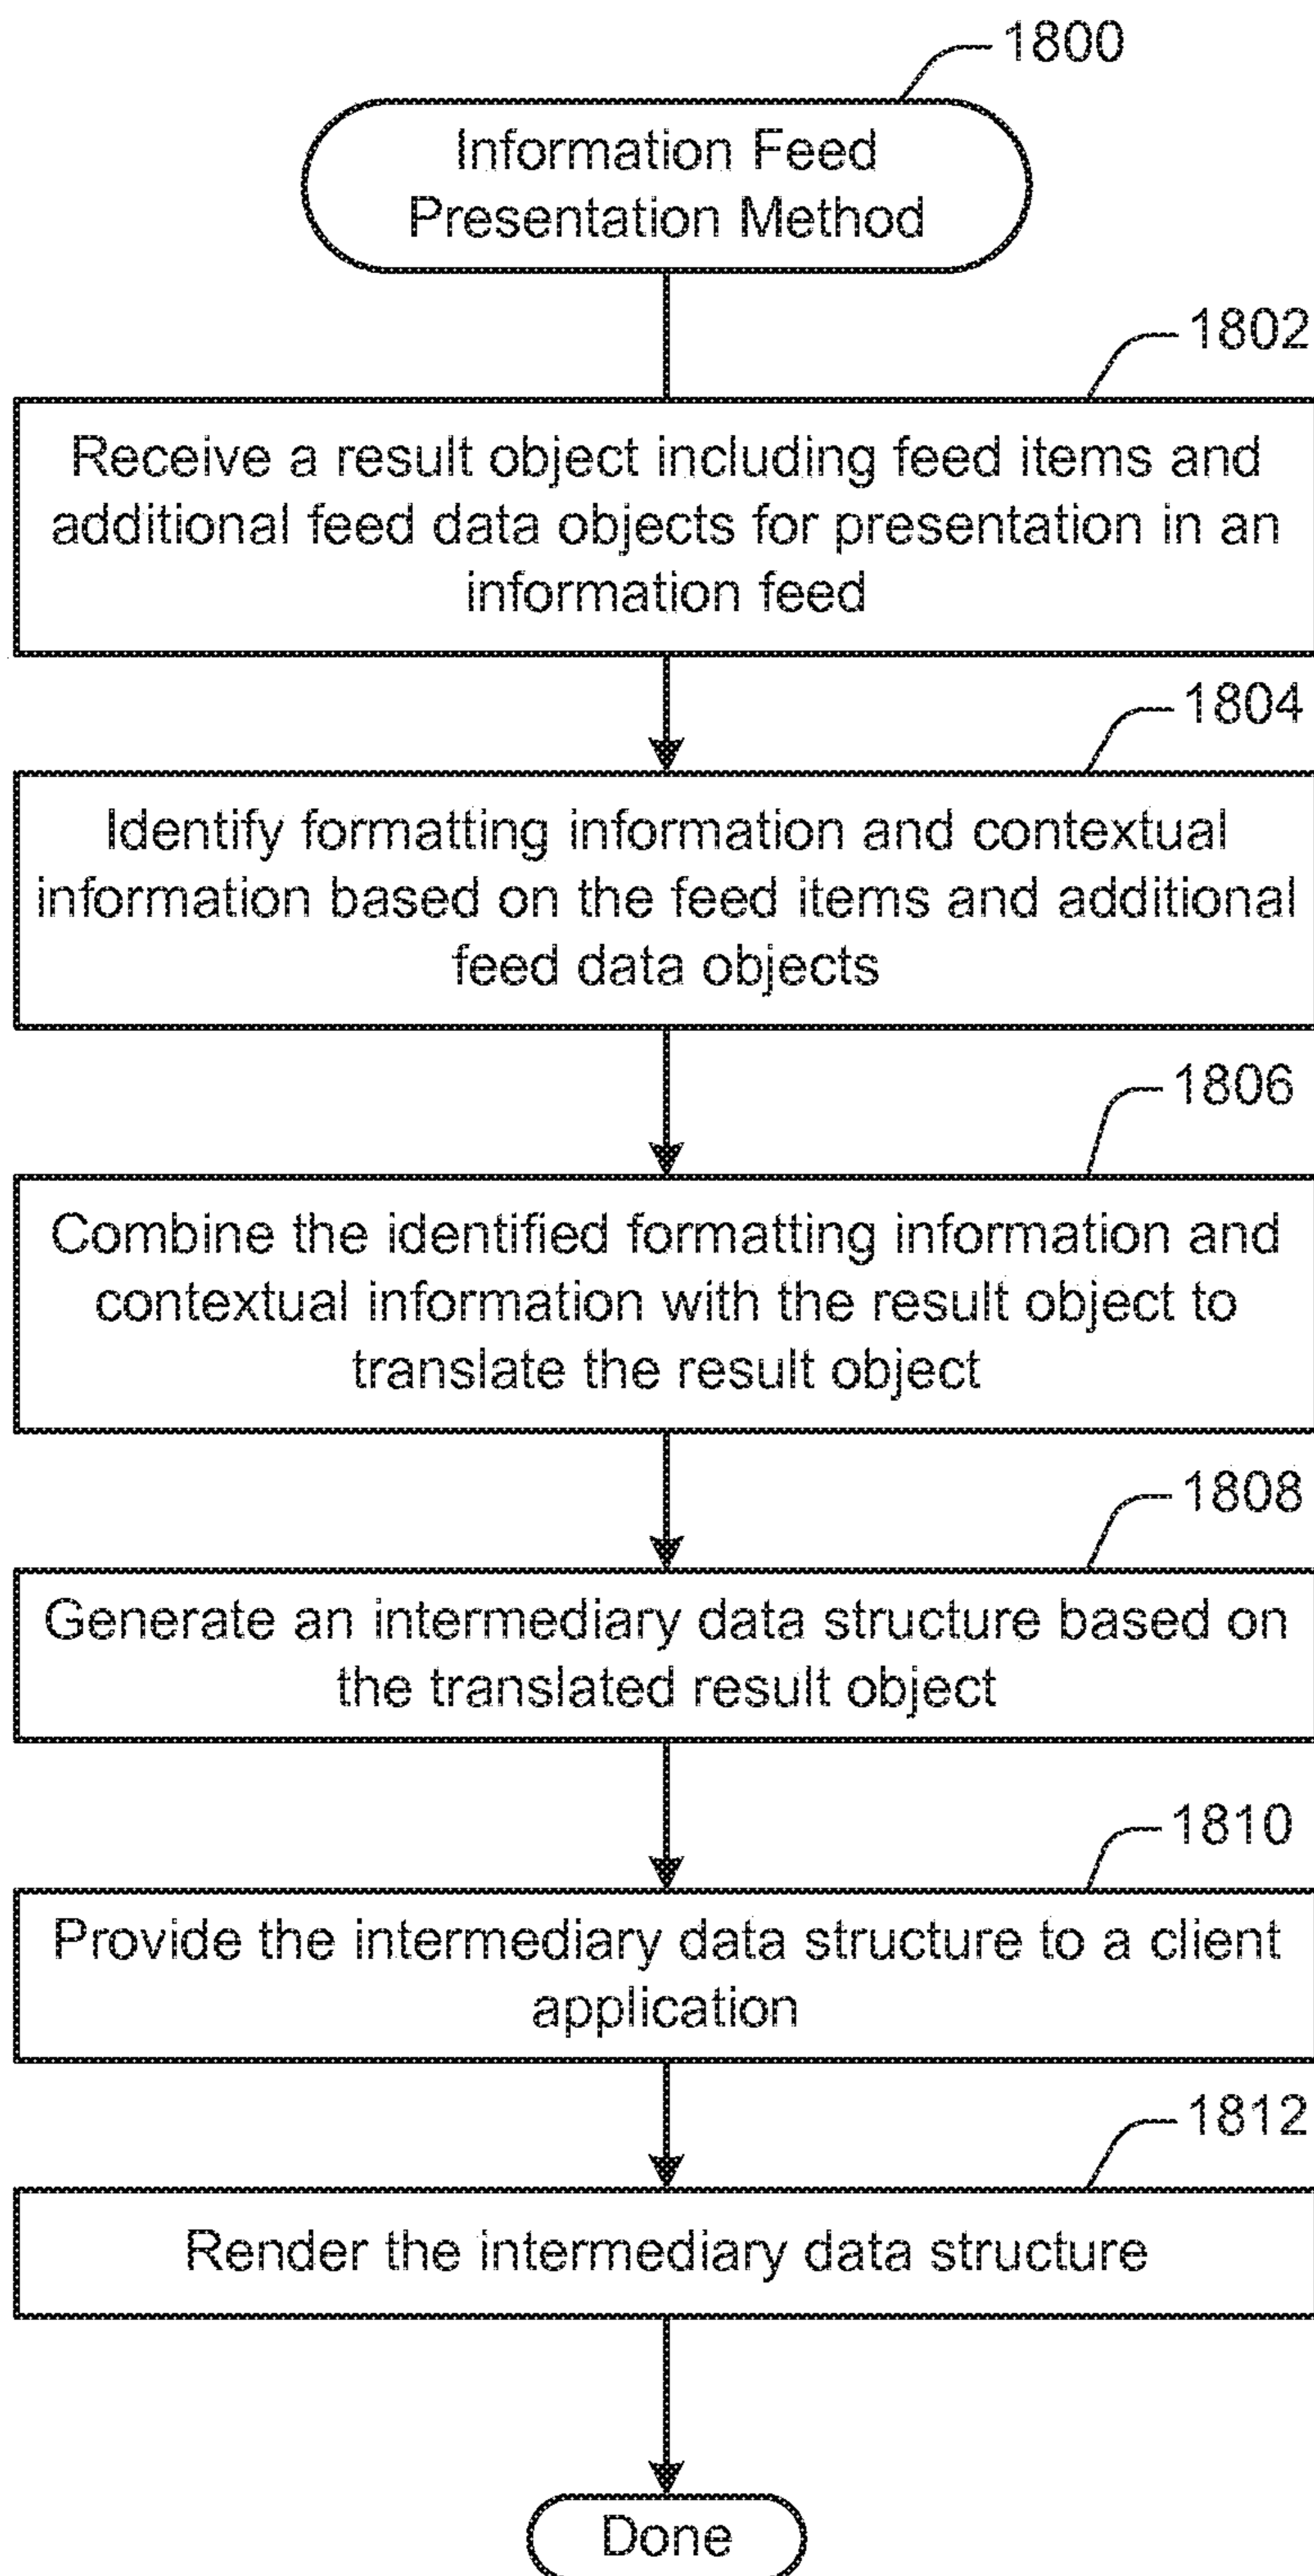 1800
Information Feed
Presentation Method
1802
Receive a result object including feed items and
additional feed data objects for presentation in an
information feed
1804
Identify formatting information and contextual
information based on the feed items and additional
feed data objects
1806
Combine the identified formatting information and
contextual information with the result object to
translate the result object
1808
Generate an intermediary data structure based on
the translated result object
1810
Provide the intermediary data structure to a client
application
1812
Render the intermediary data structure
Done